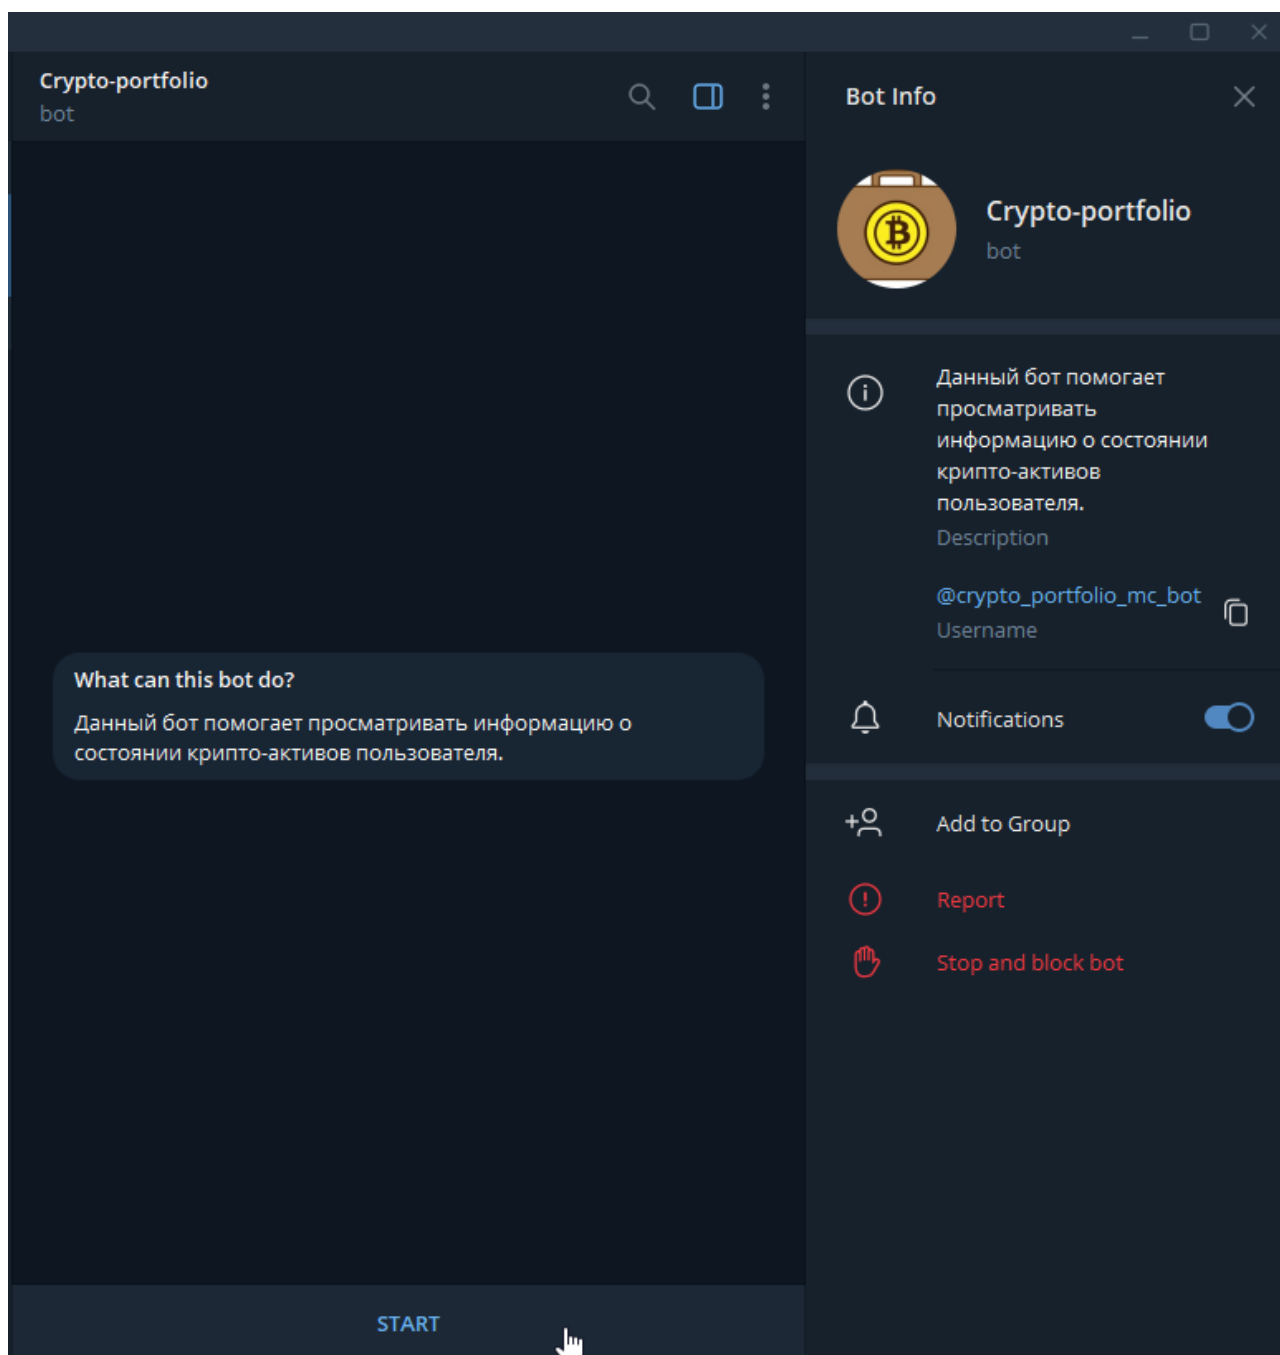 Crypto-portfolio
bot
What can this bot do?
Данный бот помогает просматривать информацию о
состоянии крипто-активов пользователя.
START
Bot Info
Crypto-portfolio
bot
Данный бот помогает
просматривать
информацию о состоянии
крипто-активов
пользователя.
Description
@crypto_portfolio_mc_bot
Username
Notifications
Add to Group
Report
Stop and block bot